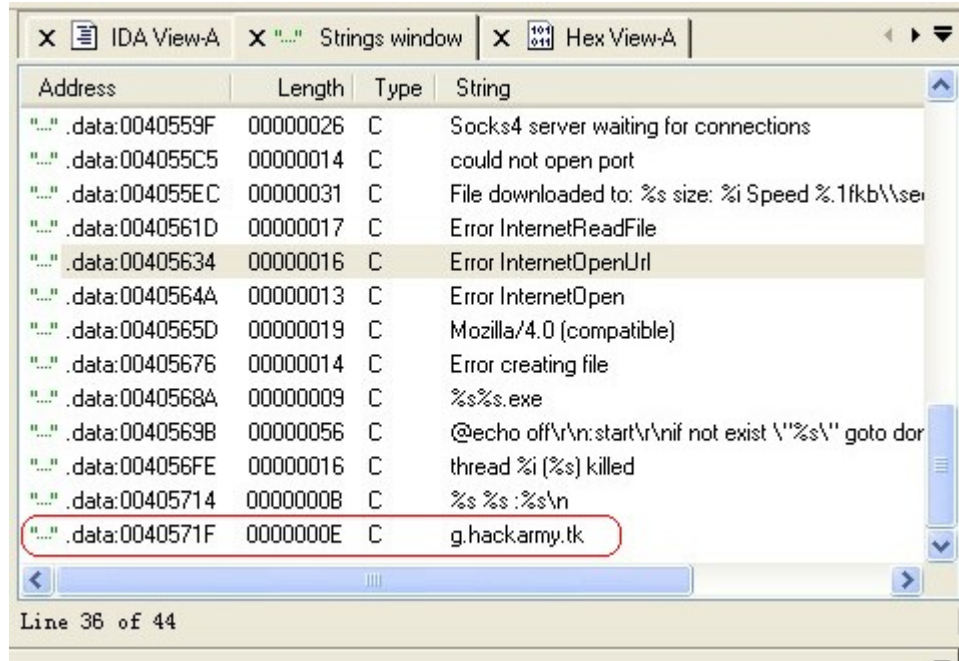 IDA View-A Strings window Hex View-A
Address Length Type String
"..." .data:0040559F 00000026 C Socks4 server waiting for connections
"..." .data:004055C5 00000014 C could not open port
"..." .data:004055EC 00000031 C File downloaded to: %s size: %i Speed %.1fkb\\se
"..." .data:0040561D 00000017 C Error InternetReadFile
"..." .data:00405634 00000016 C Error InternetOpenUrl
"..." .data:0040564A 00000013 C Error InternetOpen
"..." .data:0040565D 00000019 C Mozilla/4.0 (compatible)
"..." .data:00405676 00000014 C Error creating file
"..." .data:0040568A 00000009 C %s%s.exe
"..." .data:0040569B 00000056 C @echo off\r\n:start\r\nif not exist \"%s\" goto dor
"..." .data:004056FE 00000016 C thread %i (%s) killed
"..." .data:00405714 0000000B C %s %s :%s\n
"..." .data:0040571F 0000000E C g.hackarmy.tk
Line 36 of 44